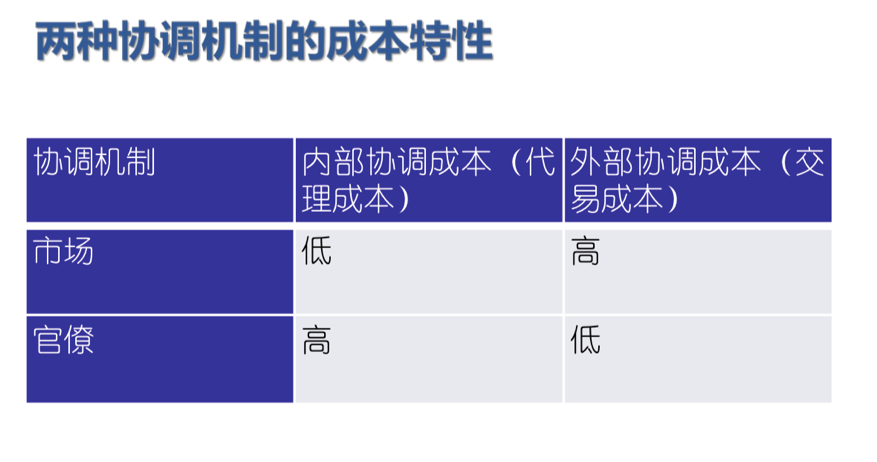 两种协调机制的成本特性
协调机制
内部协调成本（代
理成本）
外部协调成本（交
易成本）
市场
低
高
官僚
高
低